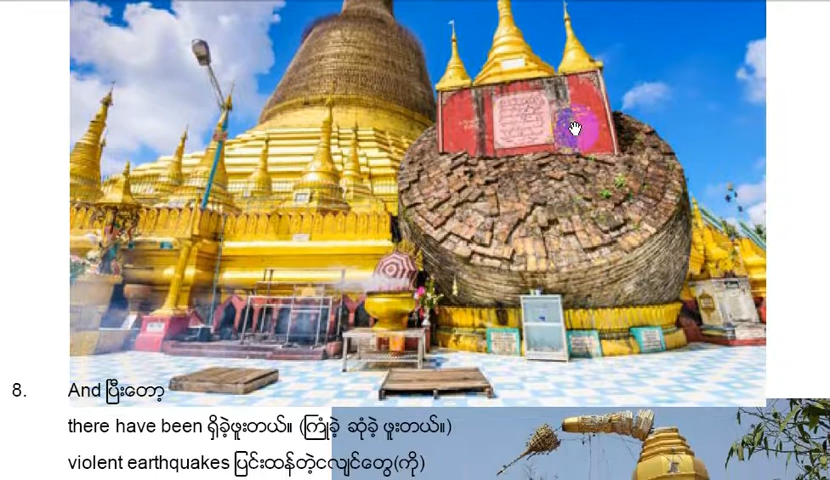 8. And ပြီးတော့
there have been ရှိခဲ့ဖူးတယ်။ (ကြုံခဲ့ ဆုံခဲ့ ဖူးတယ်။)
violent earthquakes ပြင်းထန်တဲ့ငလျင်တွေ(ကို)